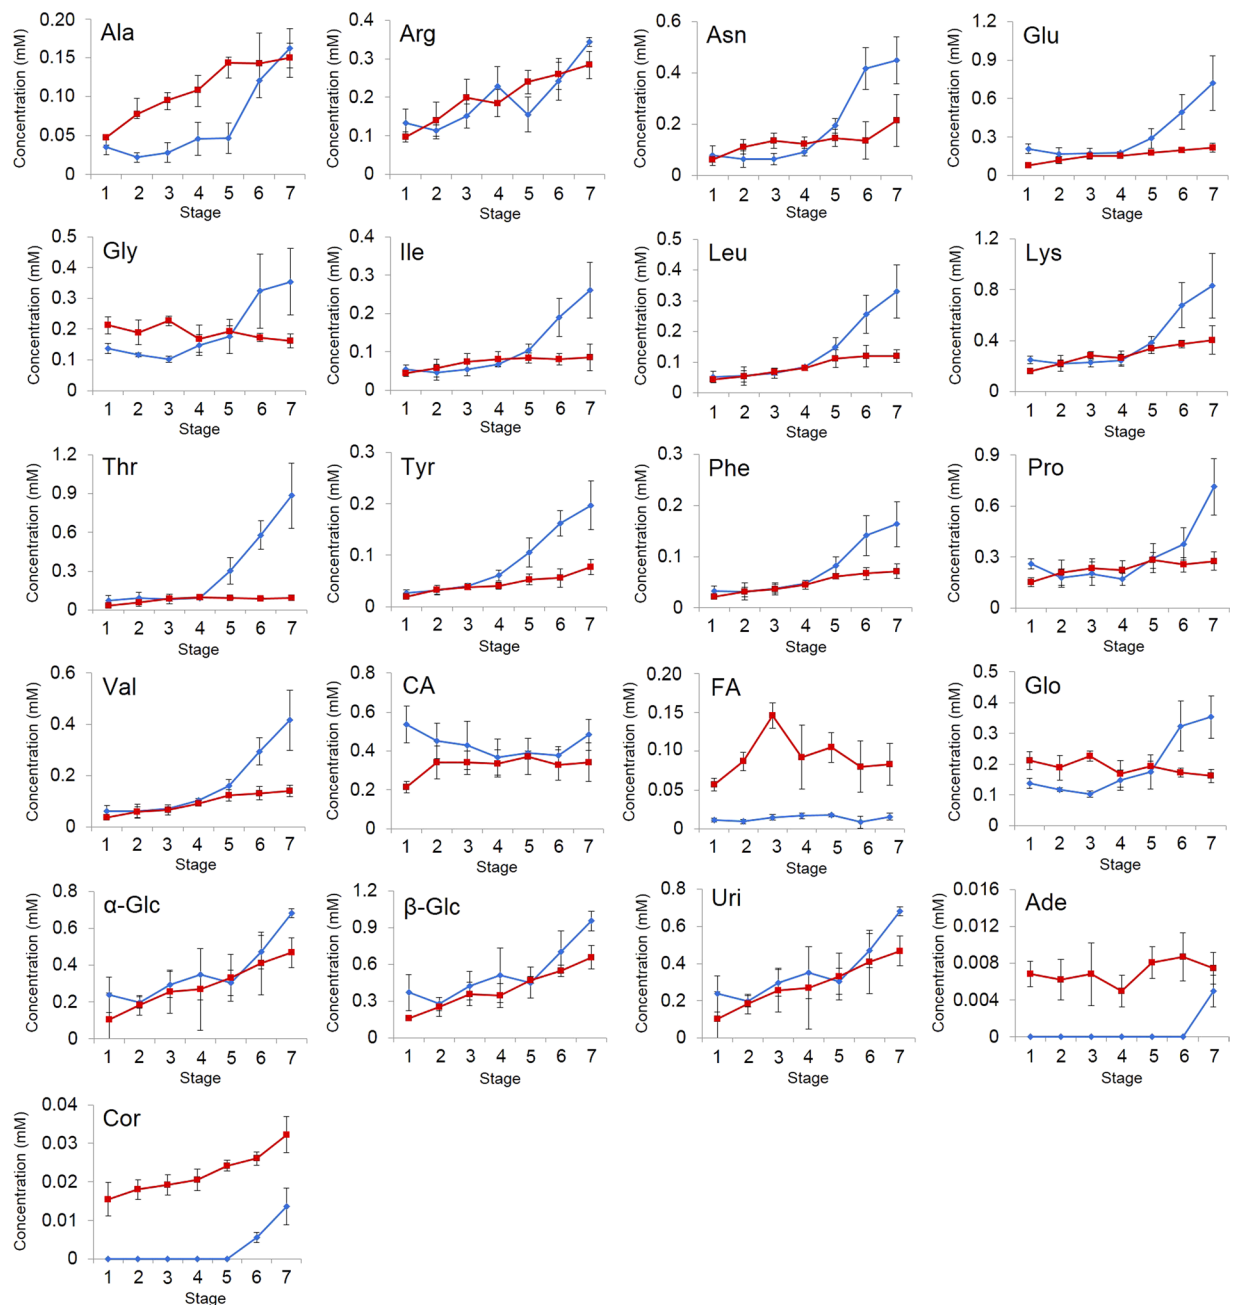 Ala
Concentration (mM)
0.20
0.15
0.10
0.05
0
1 2 3 4 5 6 7
Stage
Arg
Concentration (mM)
0.4
0.3
0.2
0.1
0
1 2 3 4 5 6 7
Stage
Asn
Concentration (mM)
0.6
0.4
0.2
0
1 2 3 4 5 6 7
Stage
Glu
Concentration (mM)
1.2
0.9
0.6
0.3
0
1 2 3 4 5 6 7
Stage
Gly
Concentration (mM)
0.5
0.4
0.3
0.2
0.1
0
1 2 3 4 5 6 7
Stage
Ile
Concentration (mM)
0.4
0.3
0.2
0.1
0
1 2 3 4 5 6 7
Stage
Leu
Concentration (mM)
0.5
0.4
0.3
0.2
0.1
0
1 2 3 4 5 6 7
Stage
Lys
Concentration (mM)
1.2
0.8
0.4
0
1 2 3 4 5 6 7
Stage
Thr
Concentration (mM)
1.2
0.9
0.6
0.3
0
1 2 3 4 5 6 7
Stage
Tyr
Concentration (mM)
0.3
0.2
0.1
0
1 2 3 4 5 6 7
Stage
Phe
Concentration (mM)
0.3
0.2
0.1
0
1 2 3 4 5 6 7
Stage
Pro
Concentration (mM)
0.9
0.6
0.3
0
1 2 3 4 5 6 7
Stage
Val
Concentration (mM)
0.6
0.4
0.2
0
1 2 3 4 5 6 7
Stage
CA
Concentration (mM)
0.8
0.6
0.4
0.2
0
1 2 3 4 5 6 7
Stage
FA
Concentration (mM)
0.20
0.15
0.10
0.05
0
1 2 3 4 5 6 7
Stage
Glo
Concentration (mM)
0.5
0.4
0.3
0.2
0.1
0
1 2 3 4 5 6 7
Stage
α-Glc
Concentration (mM)
0.8
0.6
0.4
0.2
0
1 2 3 4 5 6 7
Stage
β-Glc
Concentration (mM)
1.2
0.9
0.6
0.3
0
1 2 3 4 5 6 7
Stage
Uri
Concentration (mM)
0.8
0.6
0.4
0.2
0
1 2 3 4 5 6 7
Stage
Ade
Concentration (mM)
0.016
0.012
0.008
0.004
0
1 2 3 4 5 6 7
Stage
Cor
Concentration (mM)
0.04
0.03
0.02
0.01
0
1 2 3 4 5 6 7
Stage